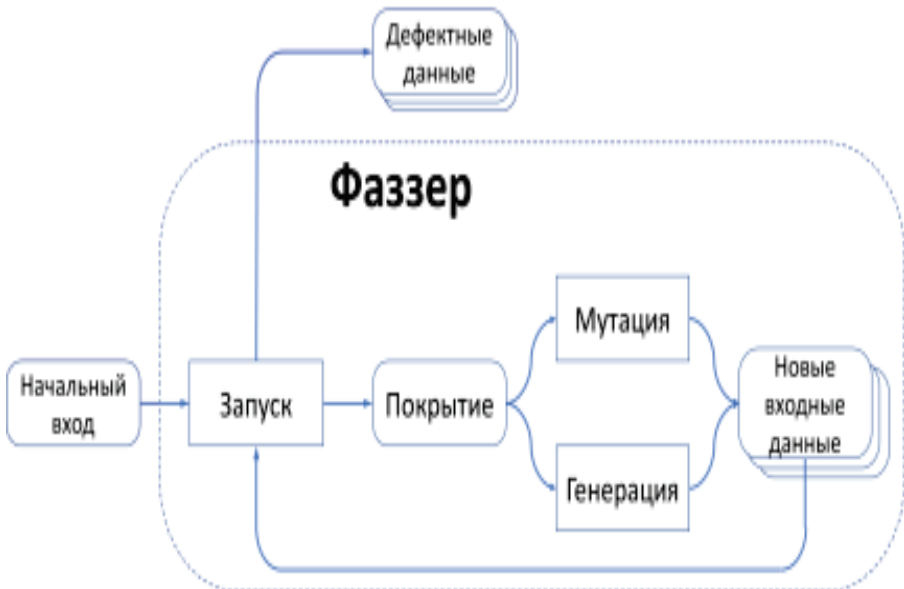 Дефектные
данные
Фаззер
Мутация
Начальный
вход
Запуск
Покрытие
Новые
входные
данные
Генерация